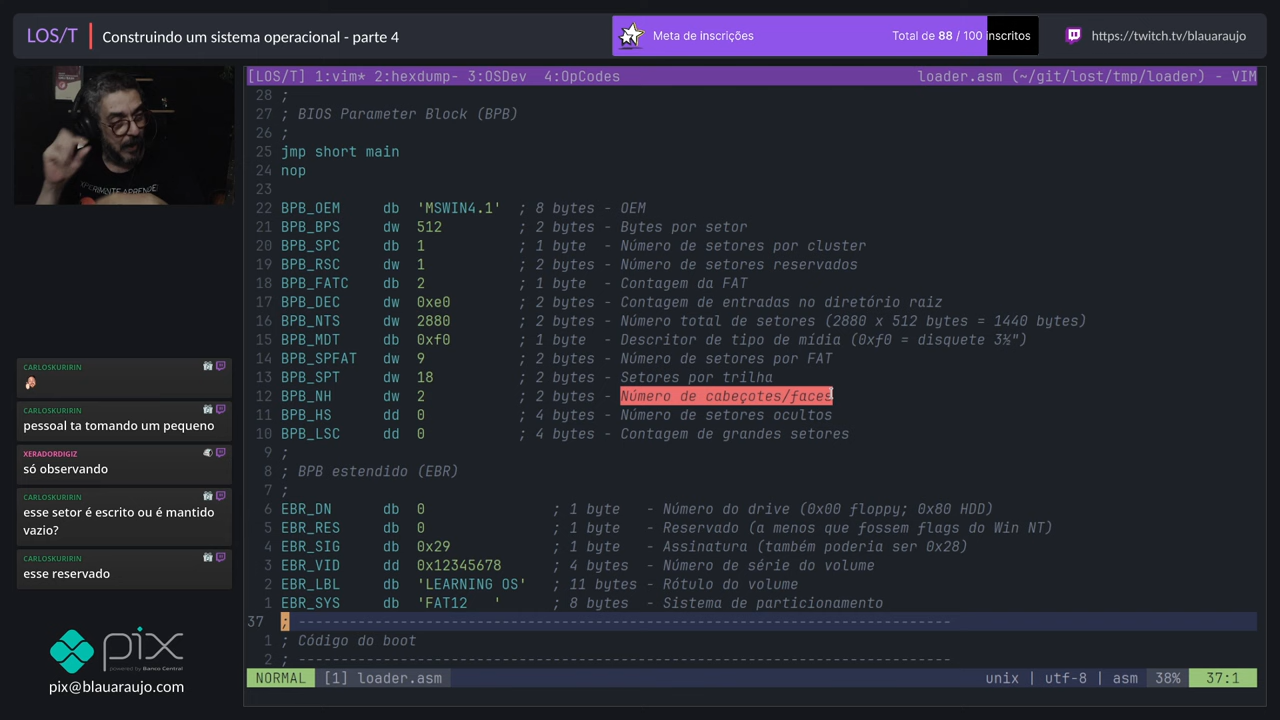 LOS/T
Construindo um sistema operacional - parte 4
Meta de inscrições
Total de 88 / 100 inscritos
https://twitch.tv/blauaraujo
[LOS/T] 1:vim* 2:hexdump- 3:OSDev 4:OpCodes
loader.asm (~/git/lost/tmp/loader) - VIM
28 ;
27 ; BIOS Parameter Block (BPB)
26 ;
25 jmp short main
24 nop
23
22 BPB_OEM db 'MSWIN4.1' ; 8 bytes - OEM
21 BPB_BPS dw 512 ; 2 bytes - Bytes por setor
20 BPB_SPC db 1 ; 1 byte - Número de setores por cluster
19 BPB_RSC dw 1 ; 2 bytes - Número de setores reservados
18 BPB_FATC db 2 ; 1 byte - Contagem da FAT
17 BPB_DEC dw 0xe0 ; 2 bytes - Contagem de entradas no diretório raiz
16 BPB_NTS dw 2880 ; 2 bytes - Número total de setores (2880 x 512 bytes = 1440 bytes)
15 BPB_MDT db 0xf0 ; 1 byte - Descritor de tipo de mídia (0xf0 = disquete 3½")
14 BPB_SPFAT dw 9 ; 2 bytes - Número de setores por FAT
13 BPB_SPT dw 18 ; 2 bytes - Setores por trilha
12 BPB_NH dw 2 ; 2 bytes - Número de cabeçotes/faces
11 BPB_HS dd 0 ; 4 bytes - Número de setores ocultos
10 BPB_LSC dd 0 ; 4 bytes - Contagem de grandes setores
9 ;
8 ; BPB estendido (EBR)
7 ;
6 EBR_DN db 0 ; 1 byte - Número do drive (0x00 floppy; 0x80 HDD)
5 EBR_RES db 0 ; 1 byte - Reservado (a menos que fossem flags do Win NT)
4 EBR_SIG db 0x29 ; 1 byte - Assinatura (também poderia ser 0x28)
3 EBR_VID dd 0x12345678 ; 4 bytes - Número de série do volume
2 EBR_LBL db 'LEARNING OS' ; 11 bytes - Rótulo do volume
1 EBR_SYS db 'FAT12   ' ; 8 bytes - Sistema de particionamento
37 ; -----------------------------------------------------------------------------
1 ; Código do boot
2 ; -----------------------------------------------------------------------------
NORMAL [1] loader.asm
unix | utf-8 | asm 38% 37:1
CARLOSKURIRIN
CARLOSKURIRIN
pessoal ta tomando um pequeno
XERADORDIGIZ
só observando
CARLOSKURIRIN
esse setor é escrito ou é mantido
vazio?
CARLOSKURIRIN
esse reservado
pix
powered by Banco Central
pix@blauaraujo.com